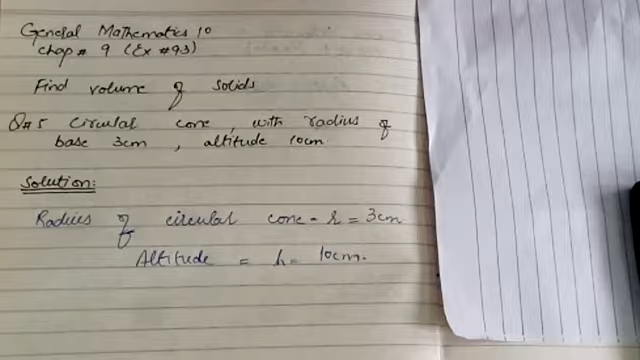 General Mathematics 10
Chap # 9 (Ex # 9.3)
Find volume of solids
Q#5 Circular cone, with radius of
base 3cm, altitude 10cm.
Solution:
Radius of circular cone = r = 3cm
Altitude = h = 10cm.